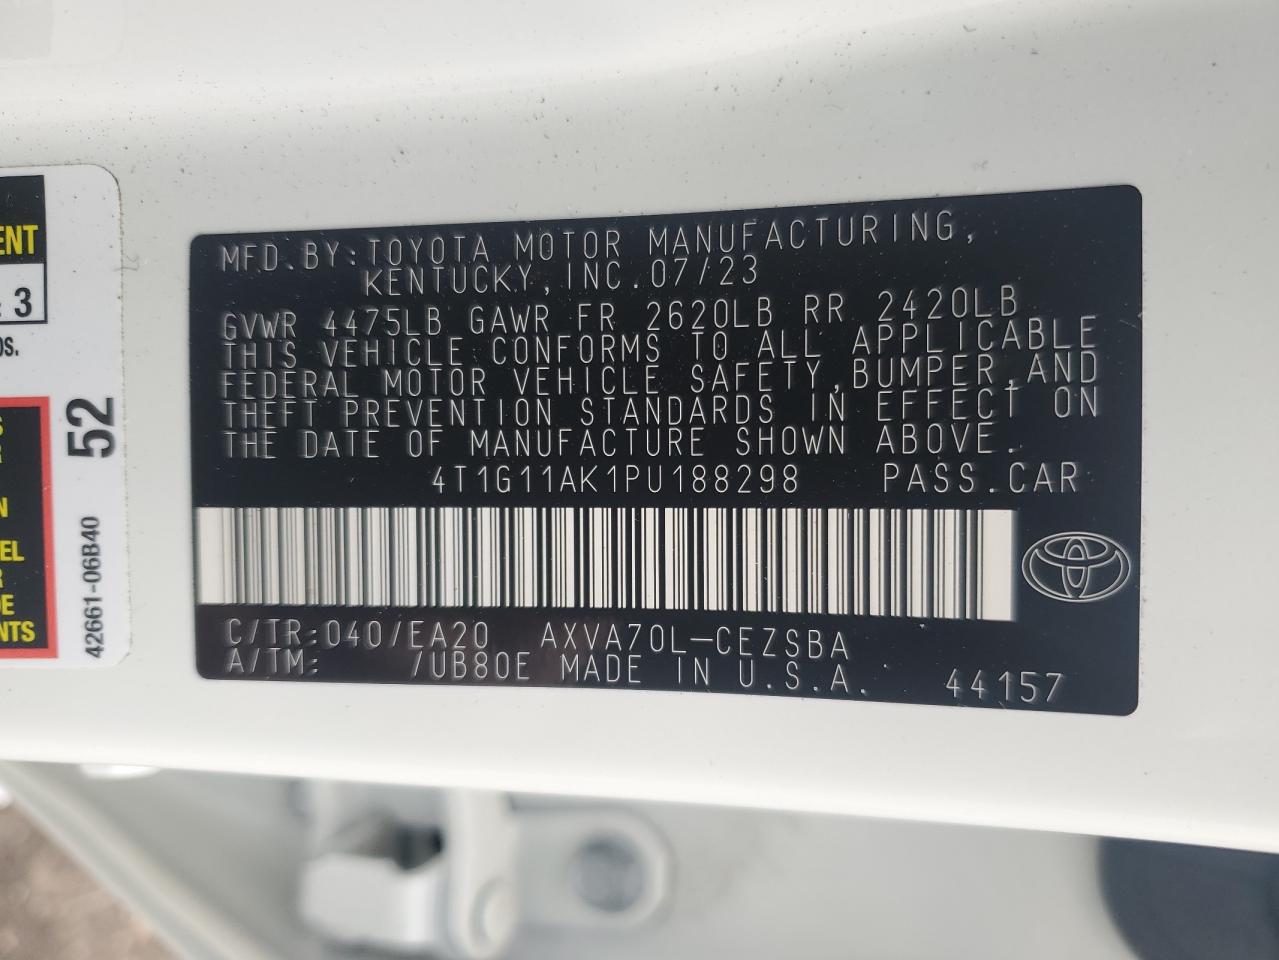 ENT
: 3
OS.
S
R
N
EL
R
E
NTS
52
42661-06B40
MFD.BY:TOYOTA MOTOR MANUFACTURING,
KENTUCKY,INC.07/23
GVWR 4475LB GAWR FR 2620LB RR 2420LB
THIS VEHICLE CONFORMS TO ALL APPLICABLE
FEDERAL MOTOR VEHICLE SAFETY,BUMPER,AND
THEFT PREVENTION STANDARDS IN EFFECT ON
THE DATE OF MANUFACTURE SHOWN ABOVE.
4T1G11AK1PU188298 PASS.CAR
C/TR:040/EA20 AXVA70L-CEZSBA
A/TM: /UB80E MADE IN U.S.A. 44157